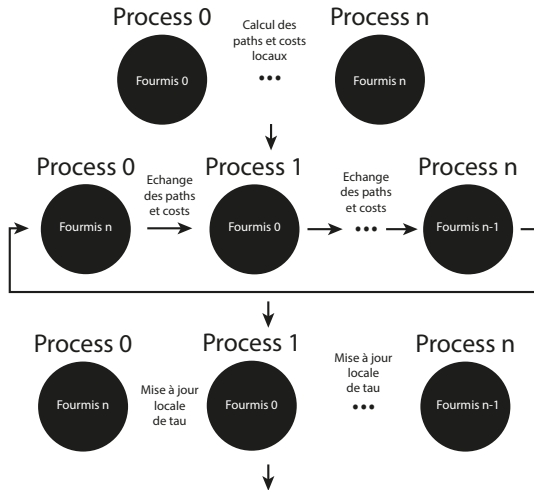 Process 0
Calcul des
paths et costs
locaux
Process n
Fourmis 0
•••
Fourmis n
Process 0
Echange
des paths
et costs
Process 1
Echange
des paths
et costs
Process n
Fourmis n
Fourmis 0
•••
Fourmis n-1
Process 0
Mise à jour
locale
de tau
Process 1
Mise à jour
locale
de tau
Process n
Fourmis n
Fourmis 0
•••
Fourmis n-1